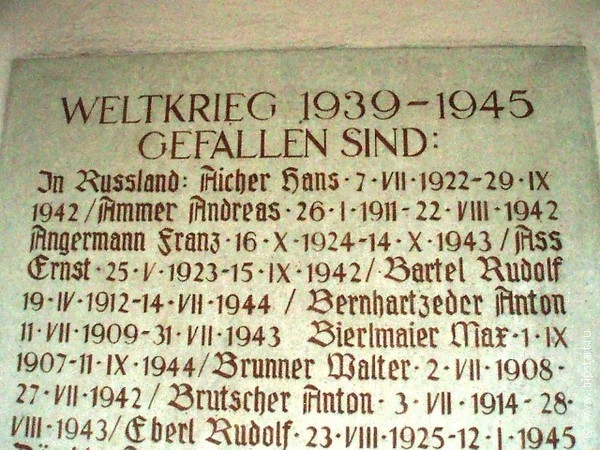 WELTKRIEG 1939-1945
GEFALLEN SIND:
In Russland: Aicher Hans · 7 · VII · 1922-29 · IX
1942 / Ammer Andreas · 26 · I · 1911 - 22 · VIII · 1942
Angermann Franz · 16 · X · 1924-14 · X · 1943 / Ass
Ernst · 25 · V · 1923-15 · IX · 1942 / Bartel Rudolf
19 · IV · 1912-14 · VII · 1944 / Bernhartzeder Anton
11 · VII · 1909-31 · VII · 1943 Bierlmaier Max · 1 · IX
1907-11 · IX · 1944 / Brunner Walter · 2 · VII · 1908 -
27 · VII · 1942 / Brutscher Anton · 3 · VII · 1914 - 28 ·
VIII · 1943 / Eberl Rudolf · 23 · VIII · 1925-12 · I · 1945